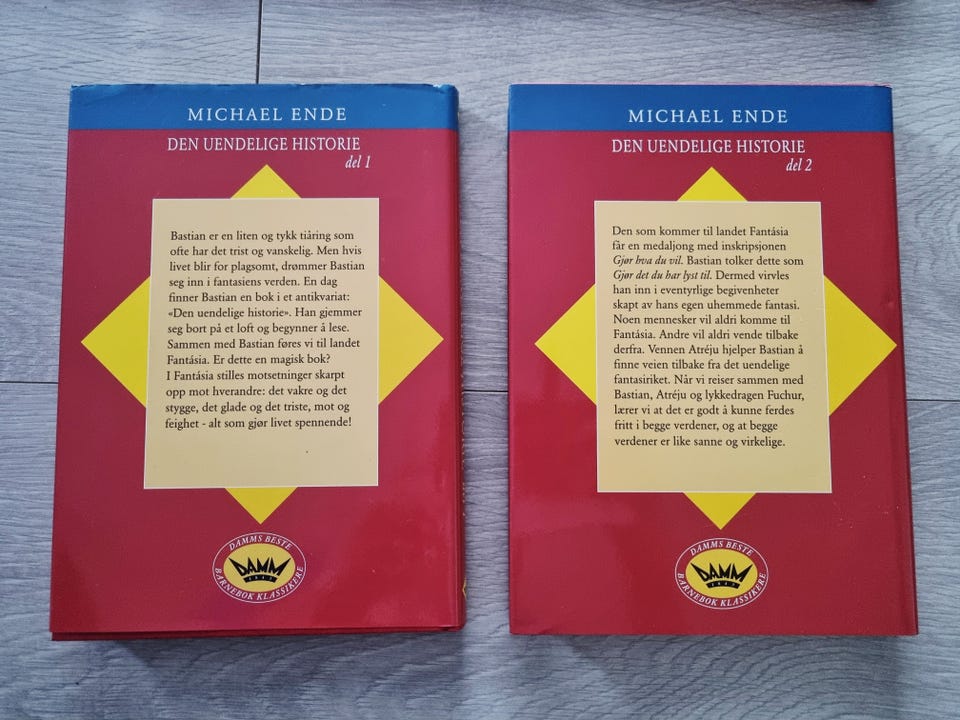 MICHAEL ENDE
DEN UENDELIGE HISTORIE
del 1
Bastian er en liten og tykk tiåring som
ofte har det trist og vanskelig. Men hvis
livet blir for plagsomt, drømmer Bastian
seg inn i fantasiens verden. En dag
finner Bastian en bok i et antikvariat:
«Den uendelige historie». Han gjemmer
seg bort på et loft og begynner å lese.
Sammen med Bastian føres vi til landet
Fantásia. Er dette en magisk bok?
I Fantásia stilles motsetninger skarpt
opp mot hverandre: det vakre og det
stygge, det glade og det triste, mot og
feighet - alt som gjør livet spennende!
DAMMS BESTE
DAMM
BARNEBOK KLASSIKERE
MICHAEL ENDE
DEN UENDELIGE HISTORIE
del 2
Den som kommer til landet Fantásia
får en medaljong med inskripsjonen
Gjør hva du vil. Bastian tolker dette som
Gjør det du har lyst til. Dermed virvles
han inn i eventyrlige begivenheter
skapt av hans egen uhemmede fantasi.
Noen mennesker vil aldri komme til
Fantásia. Andre vil aldri vende tilbake
derfra. Vennen Atréju hjelper Bastian å
finne veien tilbake fra det uendelige
fantasiriket. Når vi reiser sammen med
Bastian, Atréju og lykkedragen Fuchur,
lærer vi at det er godt å kunne ferdes
fritt i begge verdener, og at begge
verdener er like sanne og virkelige.
DAMMS BESTE
DAMM
BARNEBOK KLASSIKERE